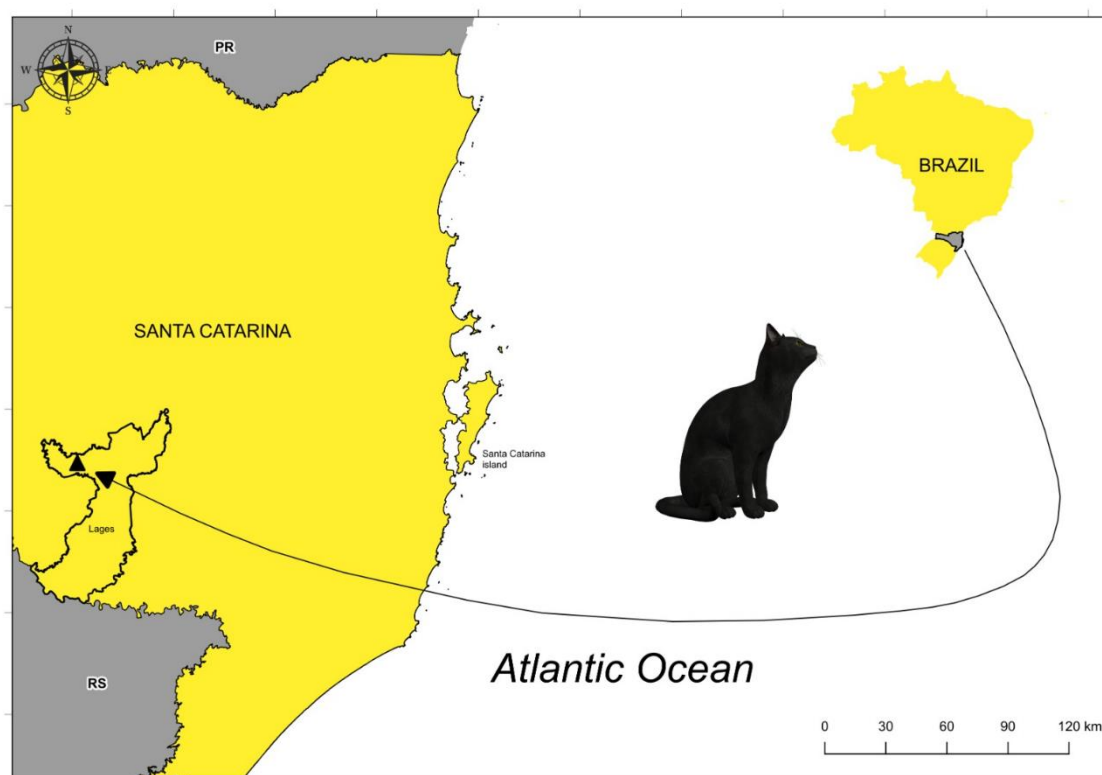 PR
N
W E
S
BRAZIL
SANTA CATARINA
Santa Catarina
island
Lages
RS
Atlantic Ocean
0 30 60 90 120 km